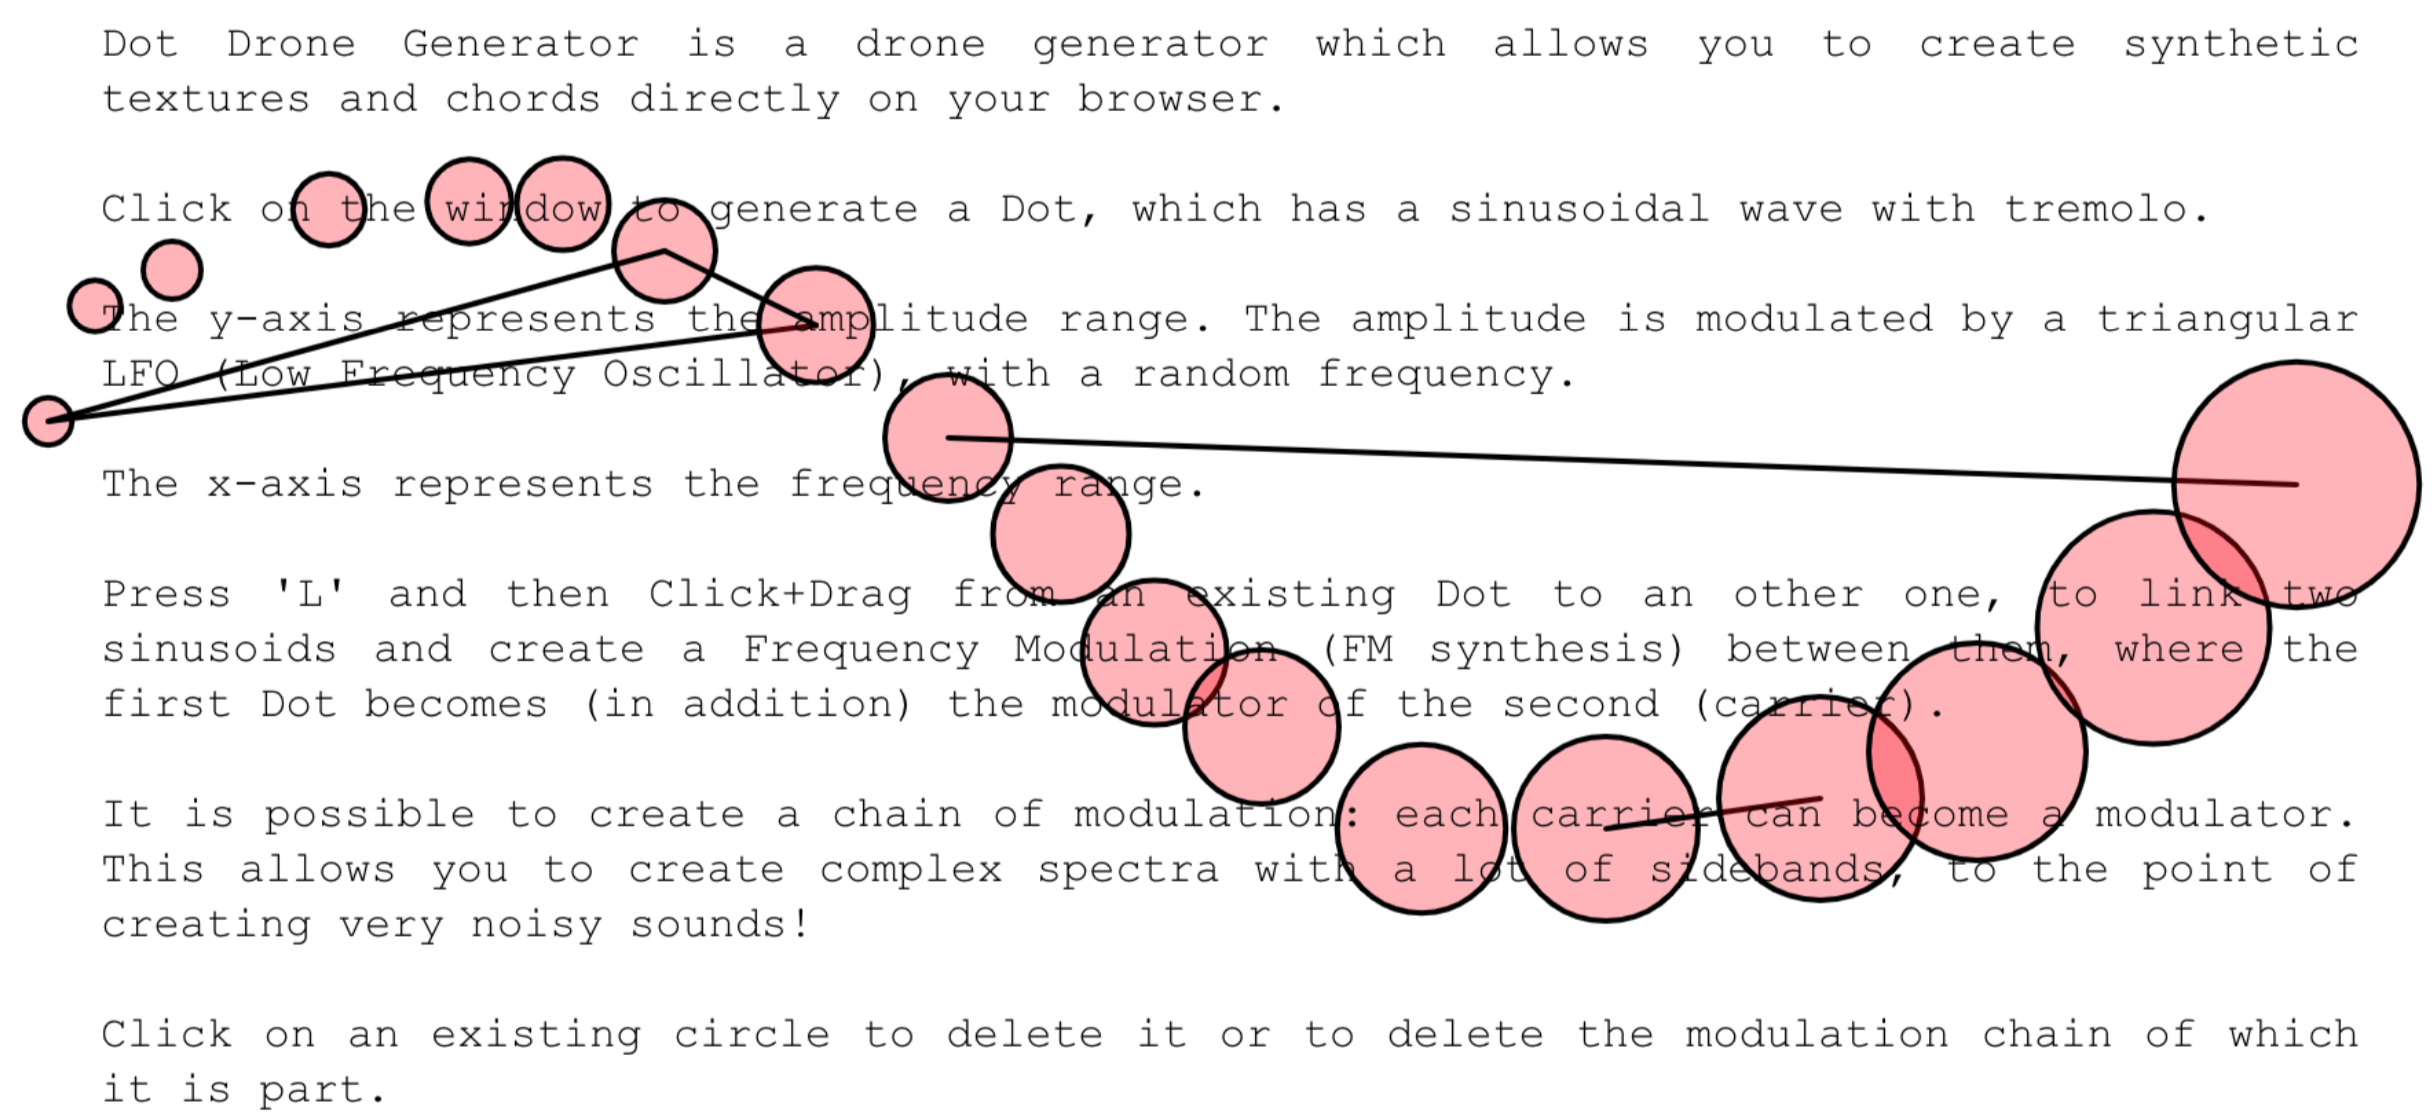 Dot Drone Generator is a drone generator which allows you to create synthetic
textures and chords directly on your browser.
Click on the window to generate a Dot, which has a sinusoidal wave with tremolo.
The y-axis represents the amplitude range. The amplitude is modulated by a triangular
LFO (Low Frequency Oscillator), with a random frequency.
The x-axis represents the frequency range.
Press 'L' and then Click+Drag from an existing Dot to an other one, to link two
sinusoids and create a Frequency Modulation (FM synthesis) between them, where the
first Dot becomes (in addition) the modulator of the second (carrier).
It is possible to create a chain of modulation: each carrier can become a modulator.
This allows you to create complex spectra with a lot of sidebands, to the point of
creating very noisy sounds!
Click on an existing circle to delete it or to delete the modulation chain of which
it is part.